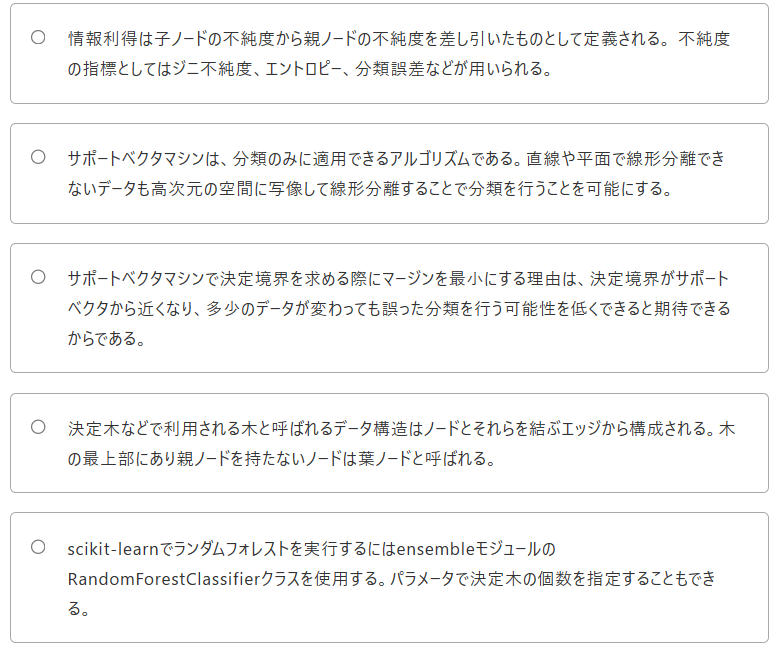 情報利得は子ノードの不純度から親ノードの不純度を差し引いたものとして定義される。 不純度
の指標としてはジニ不純度、エントロピー、分類誤差などが用いられる。
サポートベクタマシンは、分類のみに適用できるアルゴリズムである。直線や平面で線形分離でき
ないデータも高次元の空間に写像して線形分離することで分類を行うことを可能にする。
サポートベクタマシンで決定境界を求める際にマージンを最小にする理由は、決定境界がサポート
ベクタから近くなり、多少のデータが変わっても誤った分類を行う可能性を低くできると期待できる
からである。
決定木などで利用される木と呼ばれるデータ構造はノードとそれらを結ぶエッジから構成される。木
の最上部にあり親ノードを持たないノードは葉ノードと呼ばれる。
scikit-learnでランダムフォレストを実行するにはensembleモジュールの
RandomForestClassifierクラスを使用する。パラメータで決定木の個数を指定することもでき
る。